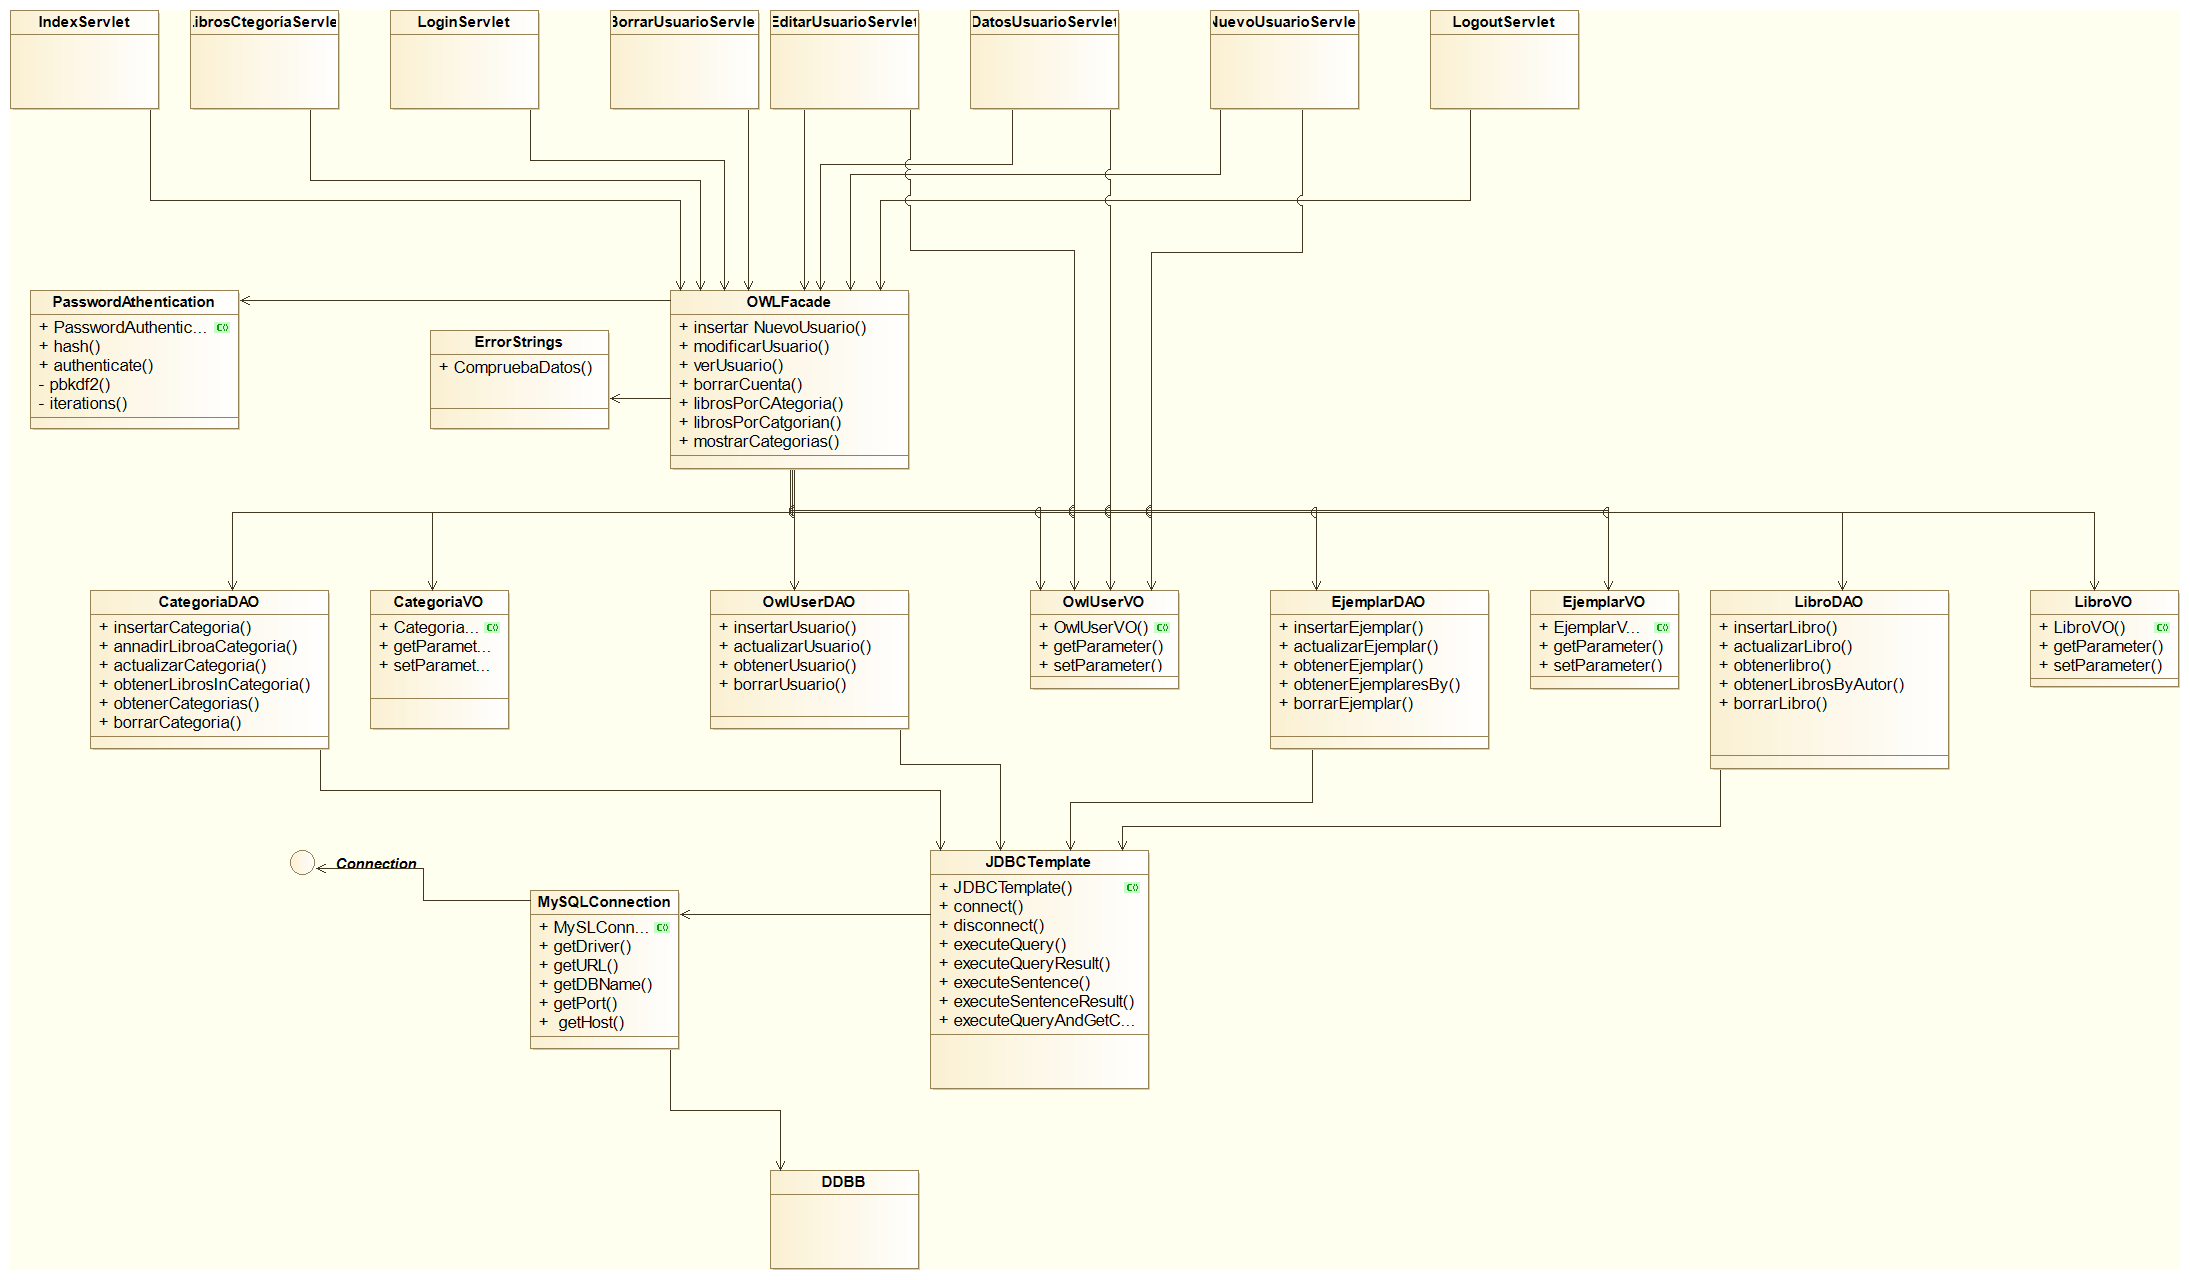 IndexServlet
ibrosCtegoríaServle
LoginServlet
BorrarUsuarioServle
EditarUsuarioServlet
DatosUsuarioServlet
NuevoUsuarioServle
LogoutServlet
PasswordAthentication
+ PasswordAuthentic...
+ hash()
+ authenticate()
- pbkdf2()
- iterations()
ErrorStrings
+ CompruebaDatos()
OWLFacade
+ insertar NuevoUsuario()
+ modificarUsuario()
+ verUsuario()
+ borrarCuenta()
+ librosPorCAtegoria()
+ librosPorCatgorian()
+ mostrarCategorias()
CategoriaDAO
+ insertarCategoria()
+ annadirLibroaCategoria()
+ actualizarCategoria()
+ obtenerLibrosInCategoria()
+ obtenerCategorias()
+ borrarCategoria()
CategoriaVO
+ Categoria...
+ getParamet...
+ setParamet...
OwlUserDAO
+ insertarUsuario()
+ actualizarUsuario()
+ obtenerUsuario()
+ borrarUsuario()
OwlUserVO
+ OwlUserVO()
+ getParameter()
+ setParameter()
EjemplarDAO
+ insertarEjemplar()
+ actualizarEjemplar()
+ obtenerEjemplar()
+ obtenerEjemplaresBy()
+ borrarEjemplar()
EjemplarVO
+ EjemplarV...
+ getParameter()
+ setParameter()
LibroDAO
+ insertarLibro()
+ actualizarLibro()
+ obtenerlibro()
+ obtenerLibrosByAutor()
+ borrarLibro()
LibroVO
+ LibroVO()
+ getParameter()
+ setParameter()
Connection
MySQLConnection
+ MySLConn...
+ getDriver()
+ getURL()
+ getDBName()
+ getPort()
+ getHost()
JDBCTemplate
+ JDBCTemplate()
+ connect()
+ disconnect()
+ executeQuery()
+ executeQueryResult()
+ executeSentence()
+ executeSentenceResult()
+ executeQueryAndGetC...
DDBB